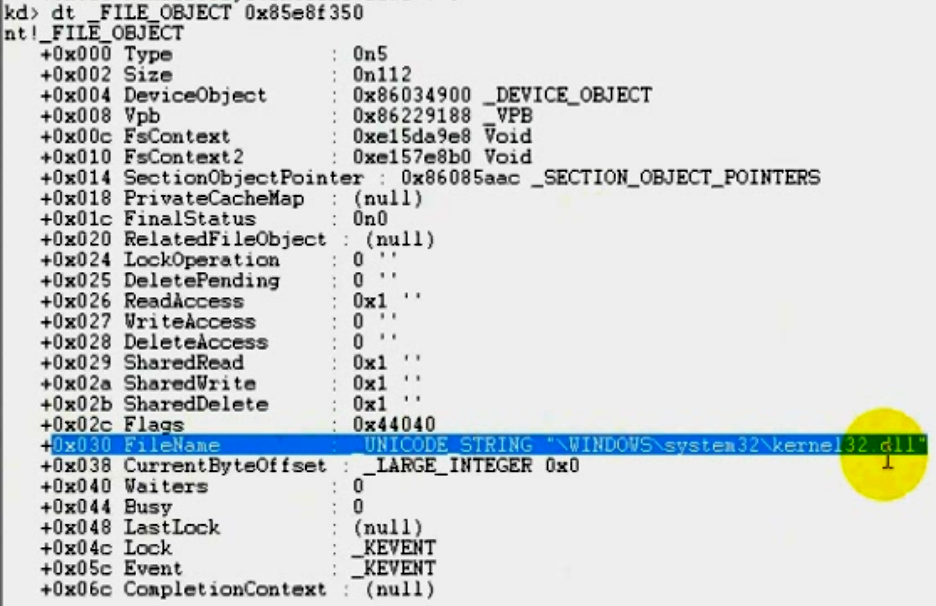 kd> dt _FILE_OBJECT 0x85e8f350
nt!_FILE_OBJECT
+0x000 Type : 0n5
+0x002 Size : 0n112
+0x004 DeviceObject : 0x86034900 _DEVICE_OBJECT
+0x008 Vpb : 0x86229188 _VPB
+0x00c FsContext : 0xe15da9e8 Void
+0x010 FsContext2 : 0xe157e8b0 Void
+0x014 SectionObjectPointer : 0x86085aac _SECTION_OBJECT_POINTERS
+0x018 PrivateCacheMap : (null)
+0x01c FinalStatus : 0n0
+0x020 RelatedFileObject : (null)
+0x024 LockOperation : 0 ''
+0x025 DeletePending : 0 ''
+0x026 ReadAccess : 0x1 ''
+0x027 WriteAccess : 0 ''
+0x028 DeleteAccess : 0 ''
+0x029 SharedRead : 0x1 ''
+0x02a SharedWrite : 0x1 ''
+0x02b SharedDelete : 0x1 ''
+0x02c Flags : 0x44040
+0x030 FileName : _UNICODE_STRING "\WINDOWS\system32\kernel32.dll"
+0x038 CurrentByteOffset : _LARGE_INTEGER 0x0
+0x040 Waiters : 0
+0x044 Busy : 0
+0x048 LastLock : (null)
+0x04c Lock : _KEVENT
+0x05c Event : _KEVENT
+0x06c CompletionContext : (null)